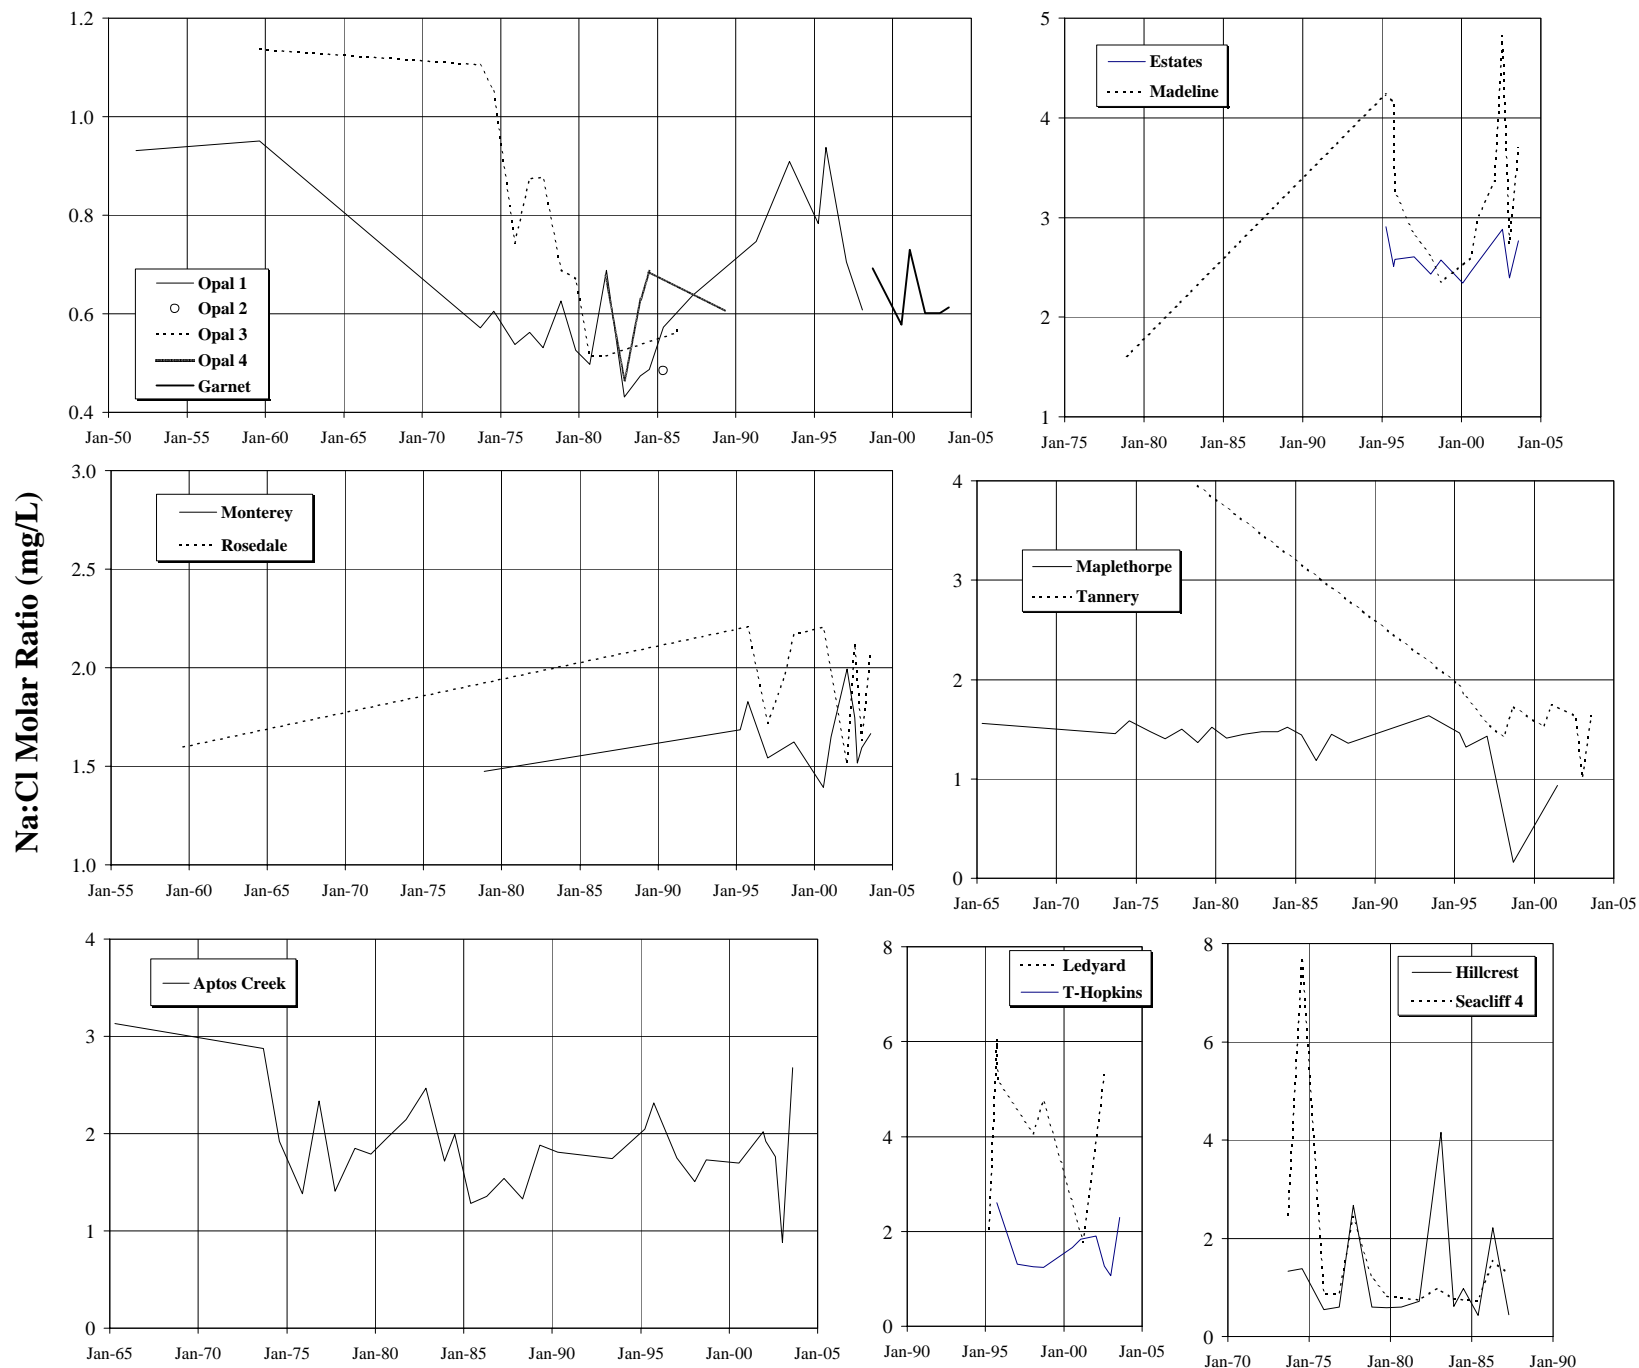 Na:Cl Molar Ratio (mg/L)
1.2
1.0
0.8
0.6
0.4
Opal 1
Opal 2
Opal 3
Opal 4
Garnet
Jan-50 Jan-55 Jan-60 Jan-65 Jan-70 Jan-75 Jan-80 Jan-85 Jan-90 Jan-95 Jan-00 Jan-05
5
4
3
2
1
Estates
Madeline
Jan-75 Jan-80 Jan-85 Jan-90 Jan-95 Jan-00 Jan-05
3.0
2.5
2.0
1.5
1.0
Monterey
Rosedale
Jan-55 Jan-60 Jan-65 Jan-70 Jan-75 Jan-80 Jan-85 Jan-90 Jan-95 Jan-00 Jan-05
4
3
2
1
0
Maplethorpe
Tannery
Jan-65 Jan-70 Jan-75 Jan-80 Jan-85 Jan-90 Jan-95 Jan-00 Jan-05
4
3
2
1
0
Aptos Creek
Jan-65 Jan-70 Jan-75 Jan-80 Jan-85 Jan-90 Jan-95 Jan-00 Jan-05
8
6
4
2
0
Ledyard
T-Hopkins
Jan-90 Jan-95 Jan-00 Jan-05
8
6
4
2
0
Hillcrest
Seacliff 4
Jan-70 Jan-75 Jan-80 Jan-85 Jan-90